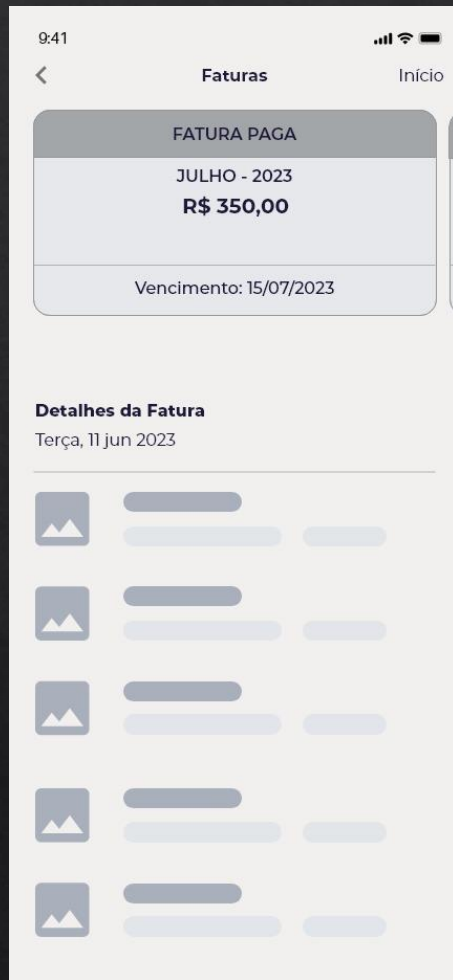 9:41
Faturas
Início
FATURA PAGA
JULHO - 2023
R$ 350,00
Vencimento: 15/07/2023
Detalhes da Fatura
Terça, 11 jun 2023